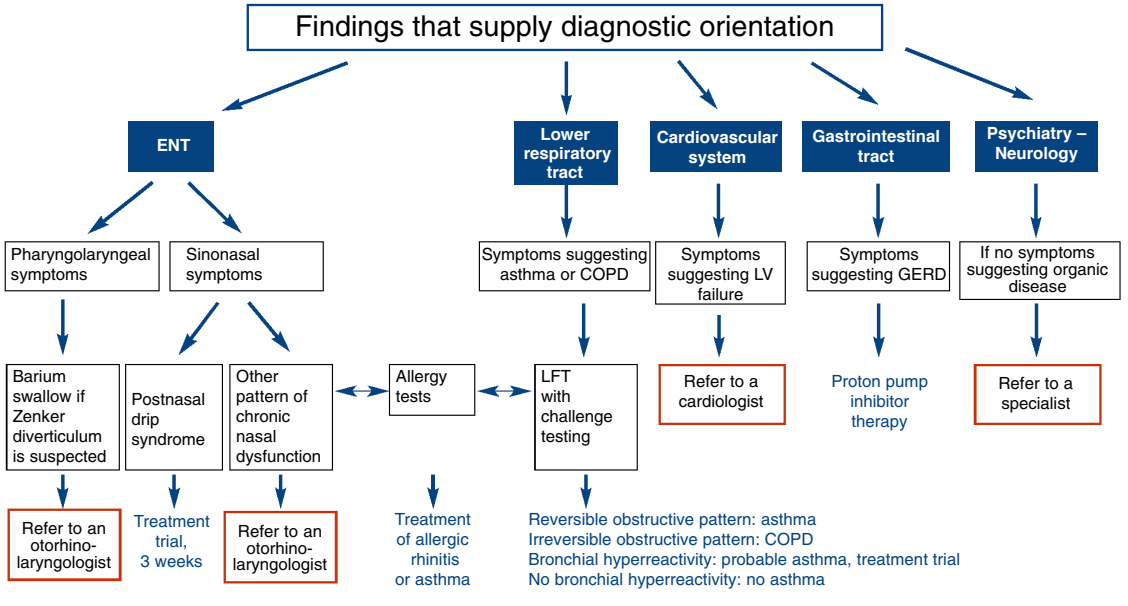 Findings that supply diagnostic orientation
ENT
Lower
respiratory
tract
Cardiovascular
system
Gastrointestinal
tract
Psychiatry –
Neurology
Pharyngolaryngeal
symptoms
Sinonasal
symptoms
Symptoms suggesting
asthma or COPD
Symptoms
suggesting LV
failure
Symptoms
suggesting GERD
If no symptoms
suggesting organic
disease
Barium
swallow if
Zenker
diverticulum
is suspected
Postnasal
drip
syndrome
Other
pattern of
chronic
nasal
dysfunction
Allergy
tests
LFT
with
challenge
testing
Refer to a
cardiologist
Proton pump
inhibitor
therapy
Refer to a
specialist
Refer to an
otorhino-
laryngologist
Treatment
trial,
3 weeks
Refer to an
otorhino-
laryngologist
Treatment
of allergic
rhinitis
or asthma
Reversible obstructive pattern: asthma
Irreversible obstructive pattern: COPD
Bronchial hyperreactivity: probable asthma, treatment trial
No bronchial hyperreactivity: no asthma